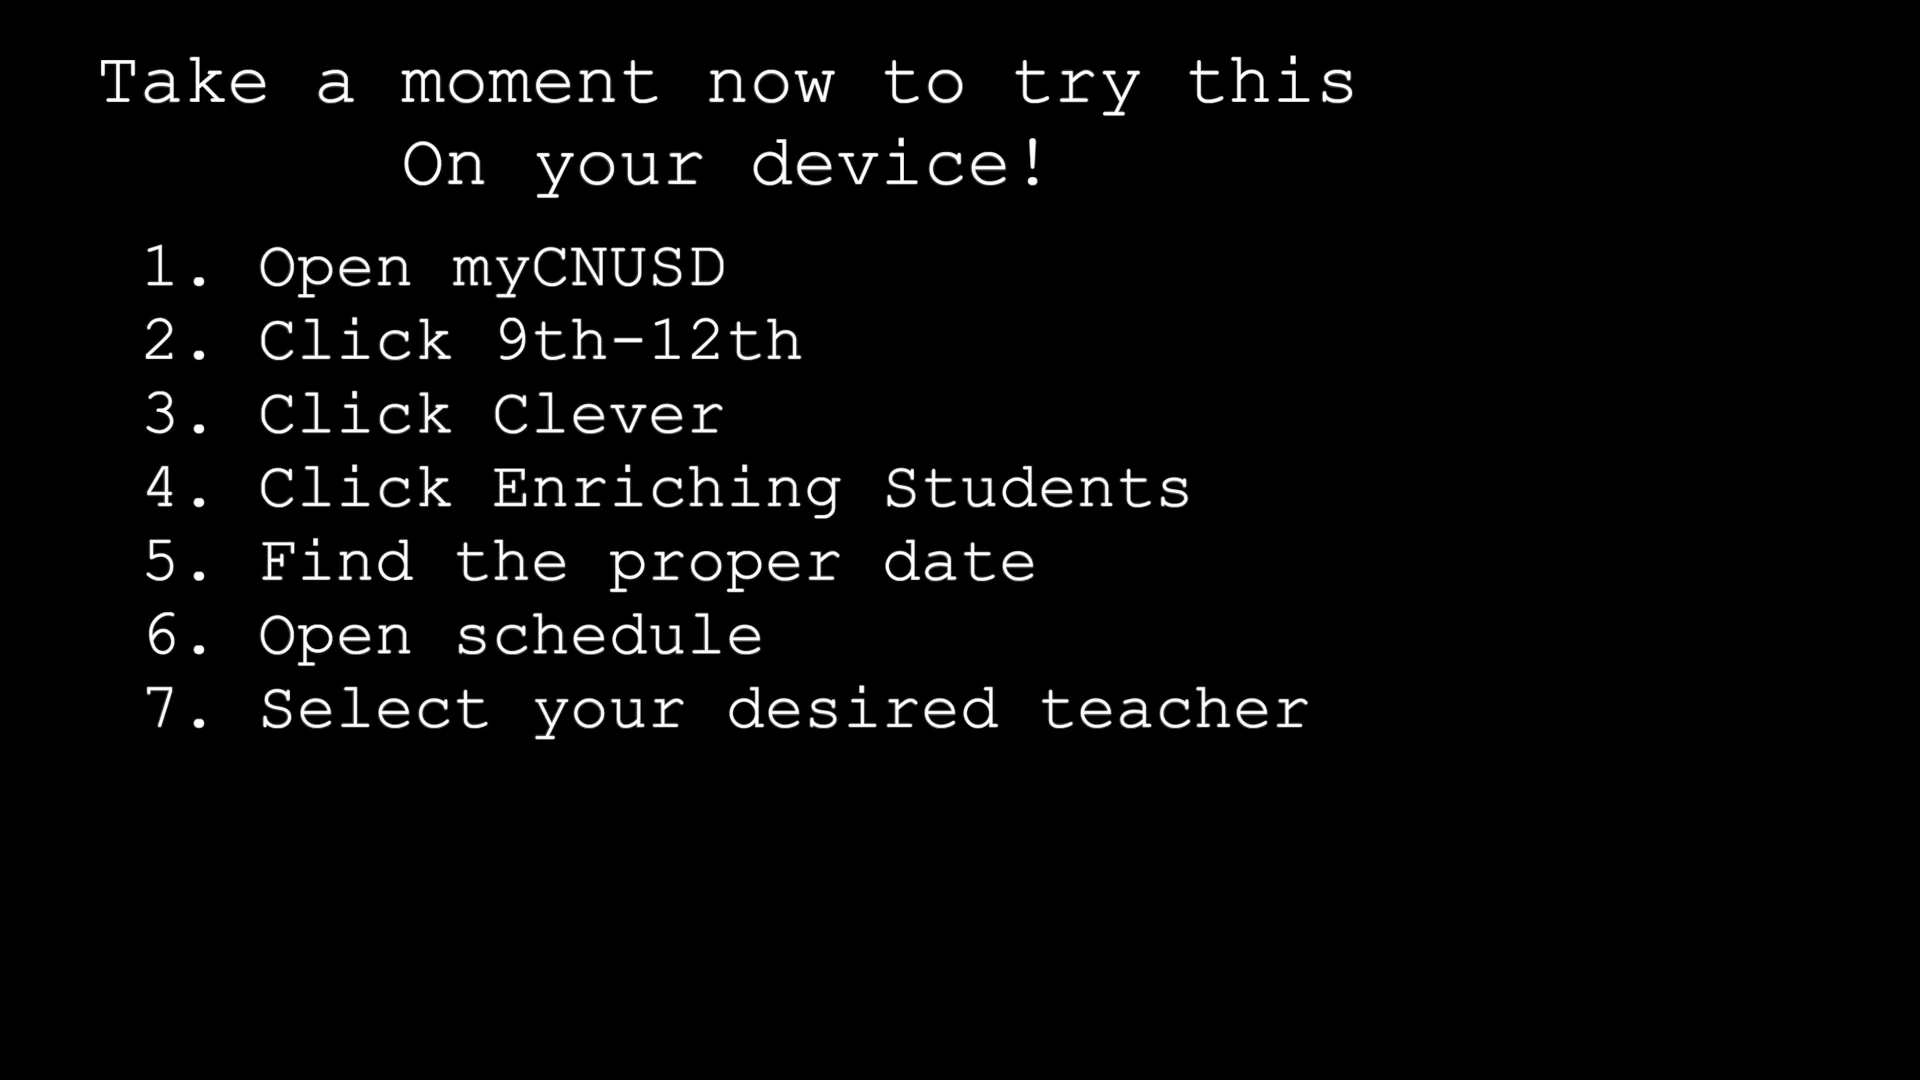 Take a moment now to try this
On your device!
1. Open myCNUSD
2. Click 9th-12th
3. Click Clever
4. Click Enriching Students
5. Find the proper date
6. Open schedule
7. Select your desired teacher